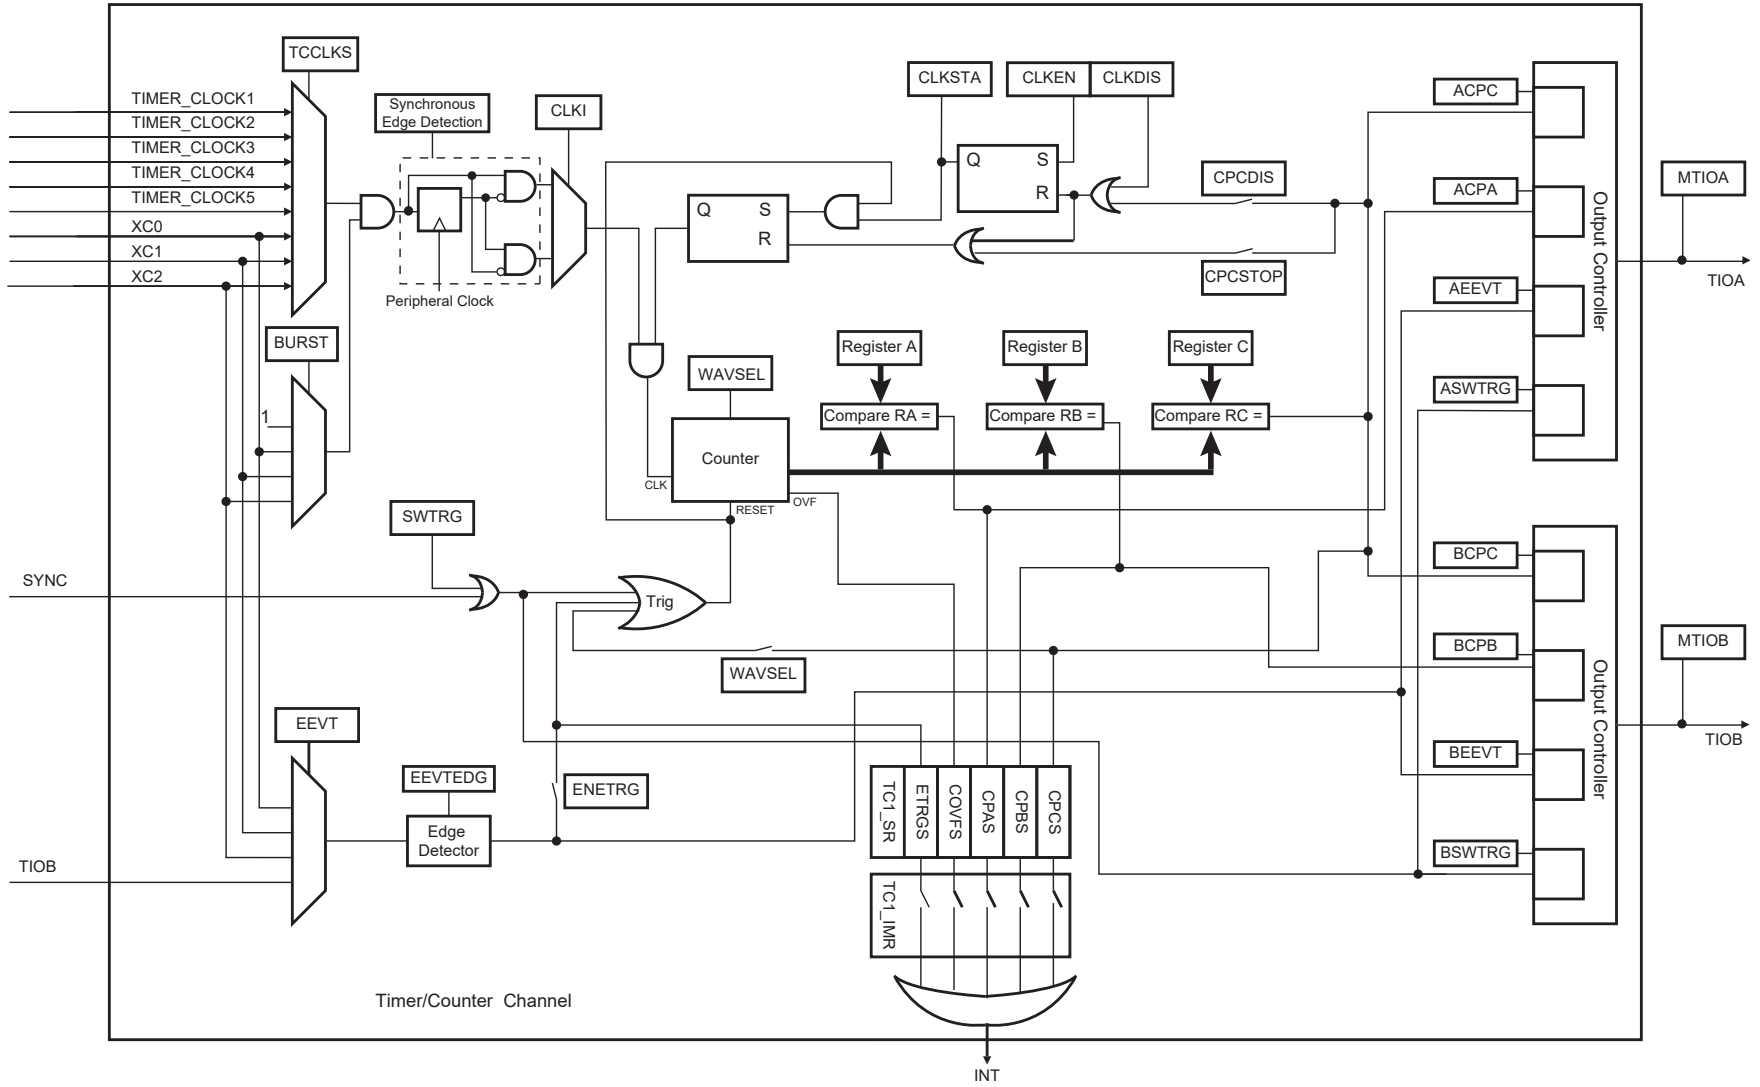 TCCLKS
TIMER_CLOCK1
TIMER_CLOCK2
TIMER_CLOCK3
TIMER_CLOCK4
TIMER_CLOCK5
XC0
XC1
XC2
Synchronous
Edge Detection
CLKI
Peripheral Clock
CLKSTA
CLKEN
CLKDIS
Q
S
R
Q
S
R
CPCDIS
CPCSTOP
ACPC
ACPA
AEEVT
ASWTRG
Output Controller
MTIOA
TIOA
BURST
1
Register A
Register B
Register C
WAVSEL
Compare RA =
Compare RB =
Compare RC =
Counter
CLK
RESET
OVF
SWTRG
SYNC
Trig
WAVSEL
BCPC
BCPB
BEEVT
BSWTRG
Output Controller
MTIOB
TIOB
EEVT
EEVTEDG
Edge
Detector
ENETRG
TIOB
TC1_SR
ETRGS
COVFS
CPAS
CPBS
CPCS
TC1_IMR
Timer/Counter Channel
INT